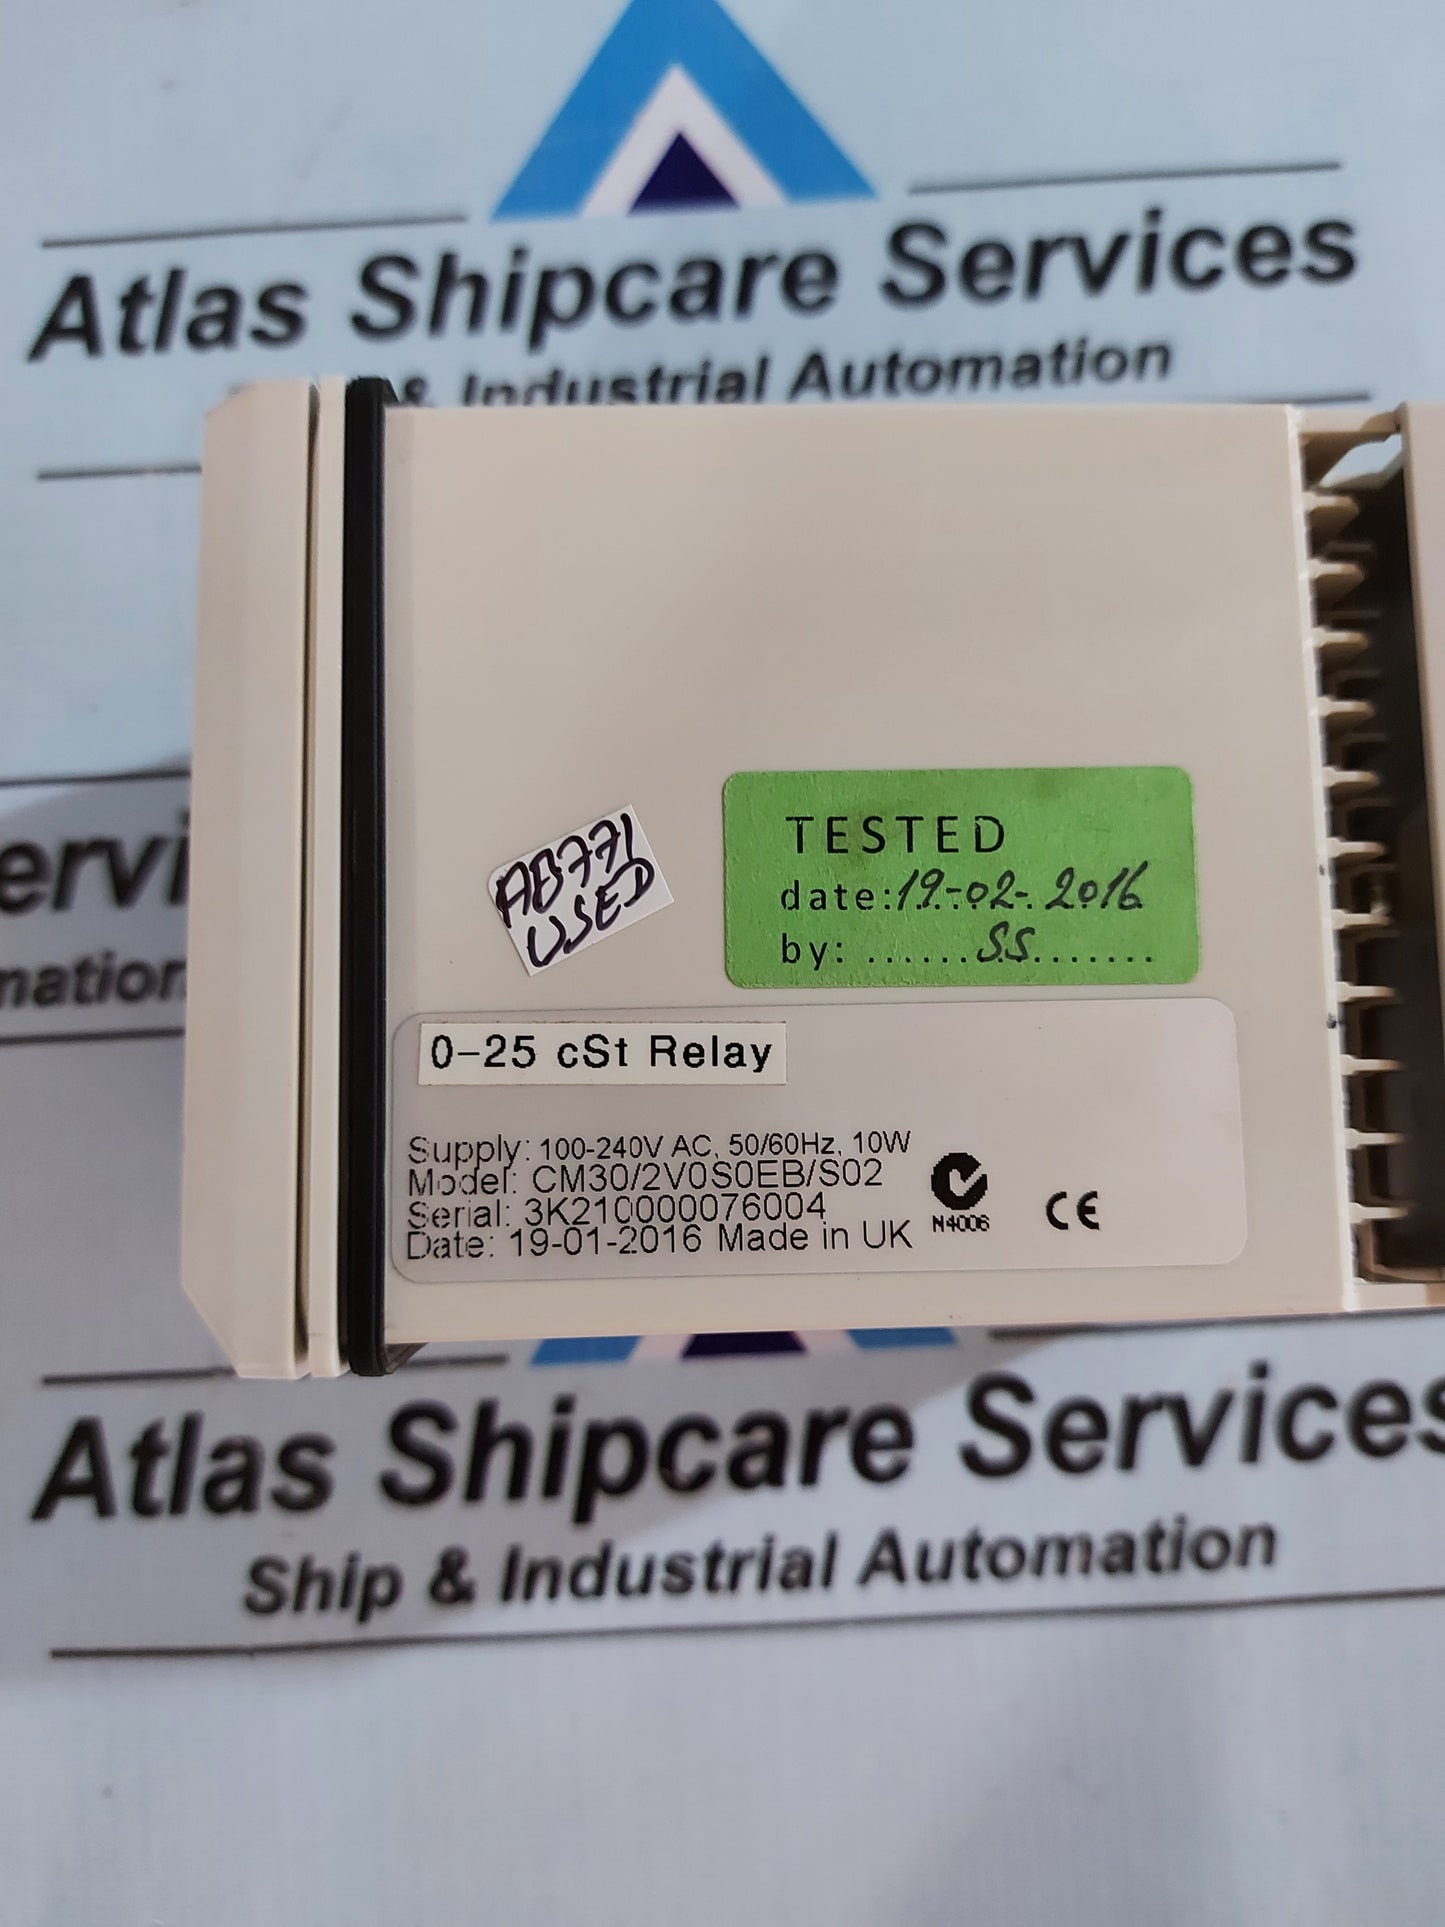 Atlas Shipcare Services
& Industrial Automation
ervi
mation
AB771
USED
TESTED
date:19-02-2016
by: ......S.S.......
0-25 cSt Relay
Supply: 100-240V AC, 50/60Hz, 10W
Model: CM30/2V0S0EB/S02
Serial: 3K210000076004
Date: 19-01-2016 Made in UK
N4006
CE
Atlas Shipcare Services
Ship & Industrial Automation